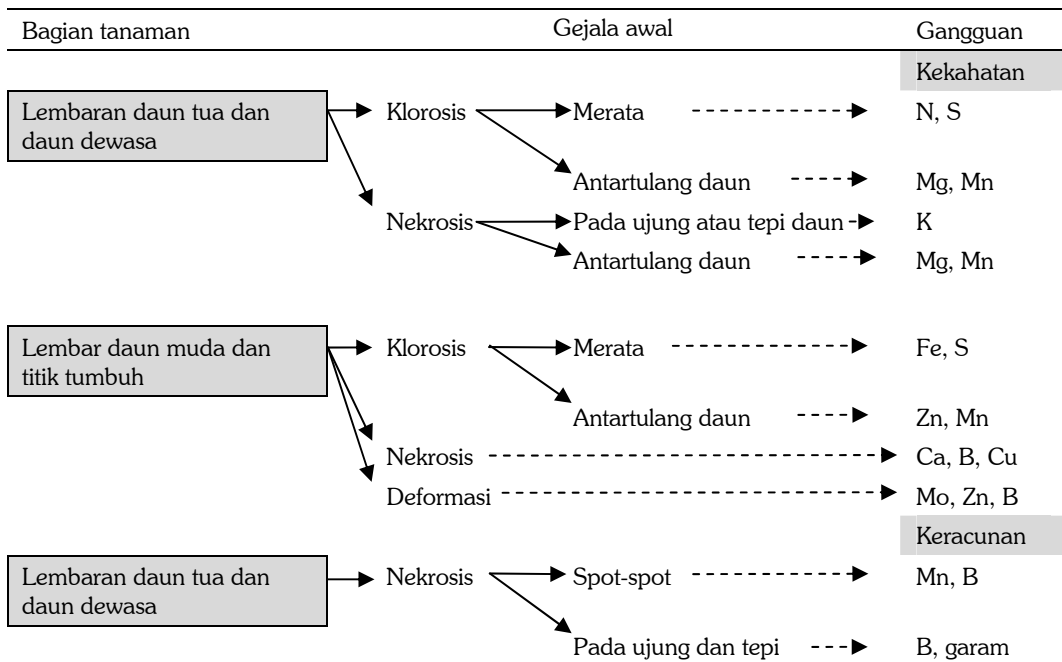 Bagian tanaman Gejala awal Gangguan
Kekahatan
Lembaran daun tua dan
daun dewasa
Klorosis Merata N, S
Antartulang daun Mg, Mn
Nekrosis Pada ujung atau tepi daun K
Antartulang daun Mg, Mn
Lembar daun muda dan
titik tumbuh
Klorosis Merata Fe, S
Antartulang daun Zn, Mn
Nekrosis Ca, B, Cu
Deformasi Mo, Zn, B
Keracunan
Lembaran daun tua dan
daun dewasa
Nekrosis Spot-spot Mn, B
Pada ujung dan tepi B, garam